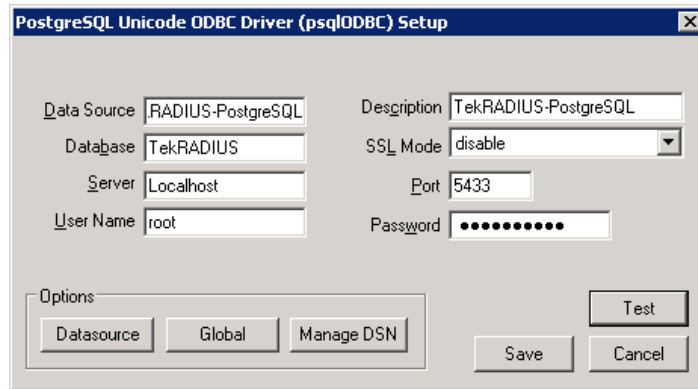 PostgreSQL Unicode ODBC Driver (psqlODBC) Setup
Data Source RADIUS-PostgreSQL Description TekRADIUS-PostgreSQL
Database TekRADIUS SSL Mode disable
Server Localhost Port 5433
User Name root Password ●●●●●●●●●●
Options
Datasource Global Manage DSN
Test
Save Cancel